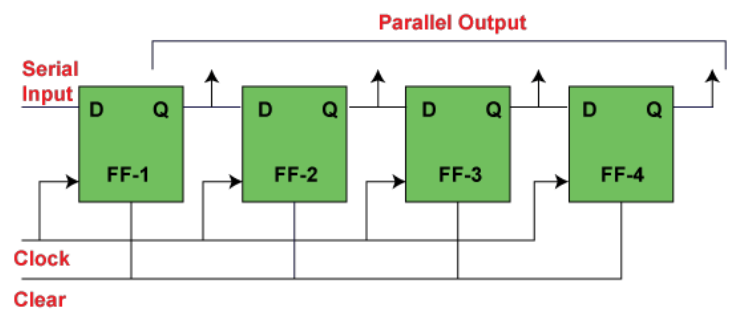 Parallel Output
Serial
Input
D Q
D Q
D Q
D Q
FF-1
FF-2
FF-3
FF-4
Clock
Clear